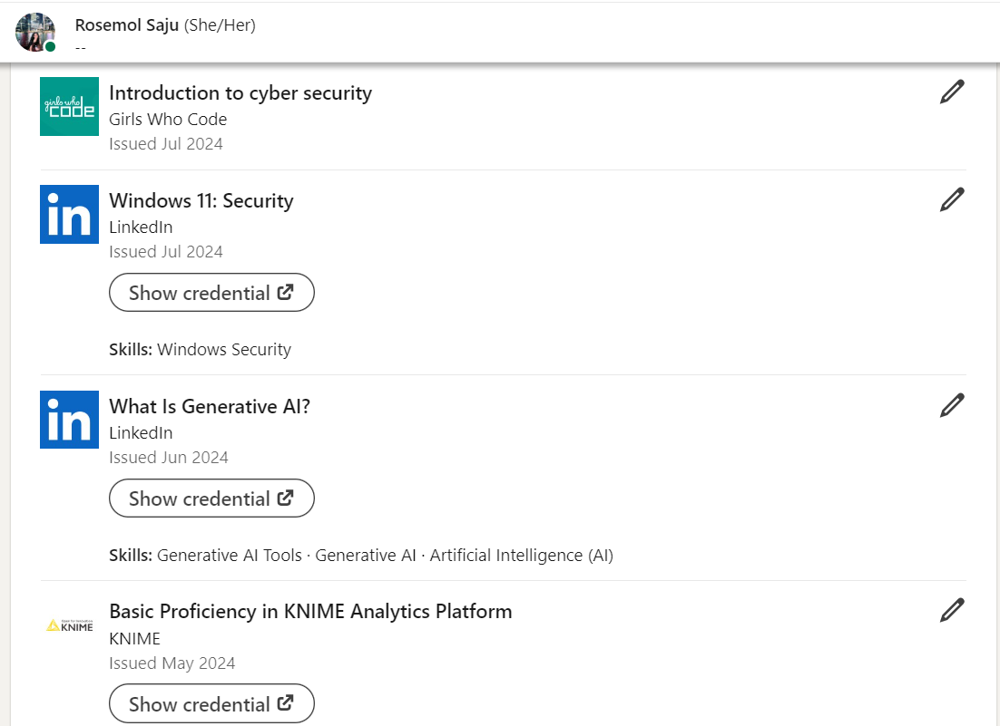 Rosemol Saju (She/Her)
--
girls who
CODE
Introduction to cyber security
Girls Who Code
Issued Jul 2024
in
Windows 11: Security
LinkedIn
Issued Jul 2024
Show credential
Skills: Windows Security
in
What Is Generative AI?
LinkedIn
Issued Jun 2024
Show credential
Skills: Generative AI Tools · Generative AI · Artificial Intelligence (AI)
Open for Innovation
KNIME
Basic Proficiency in KNIME Analytics Platform
KNIME
Issued May 2024
Show credential